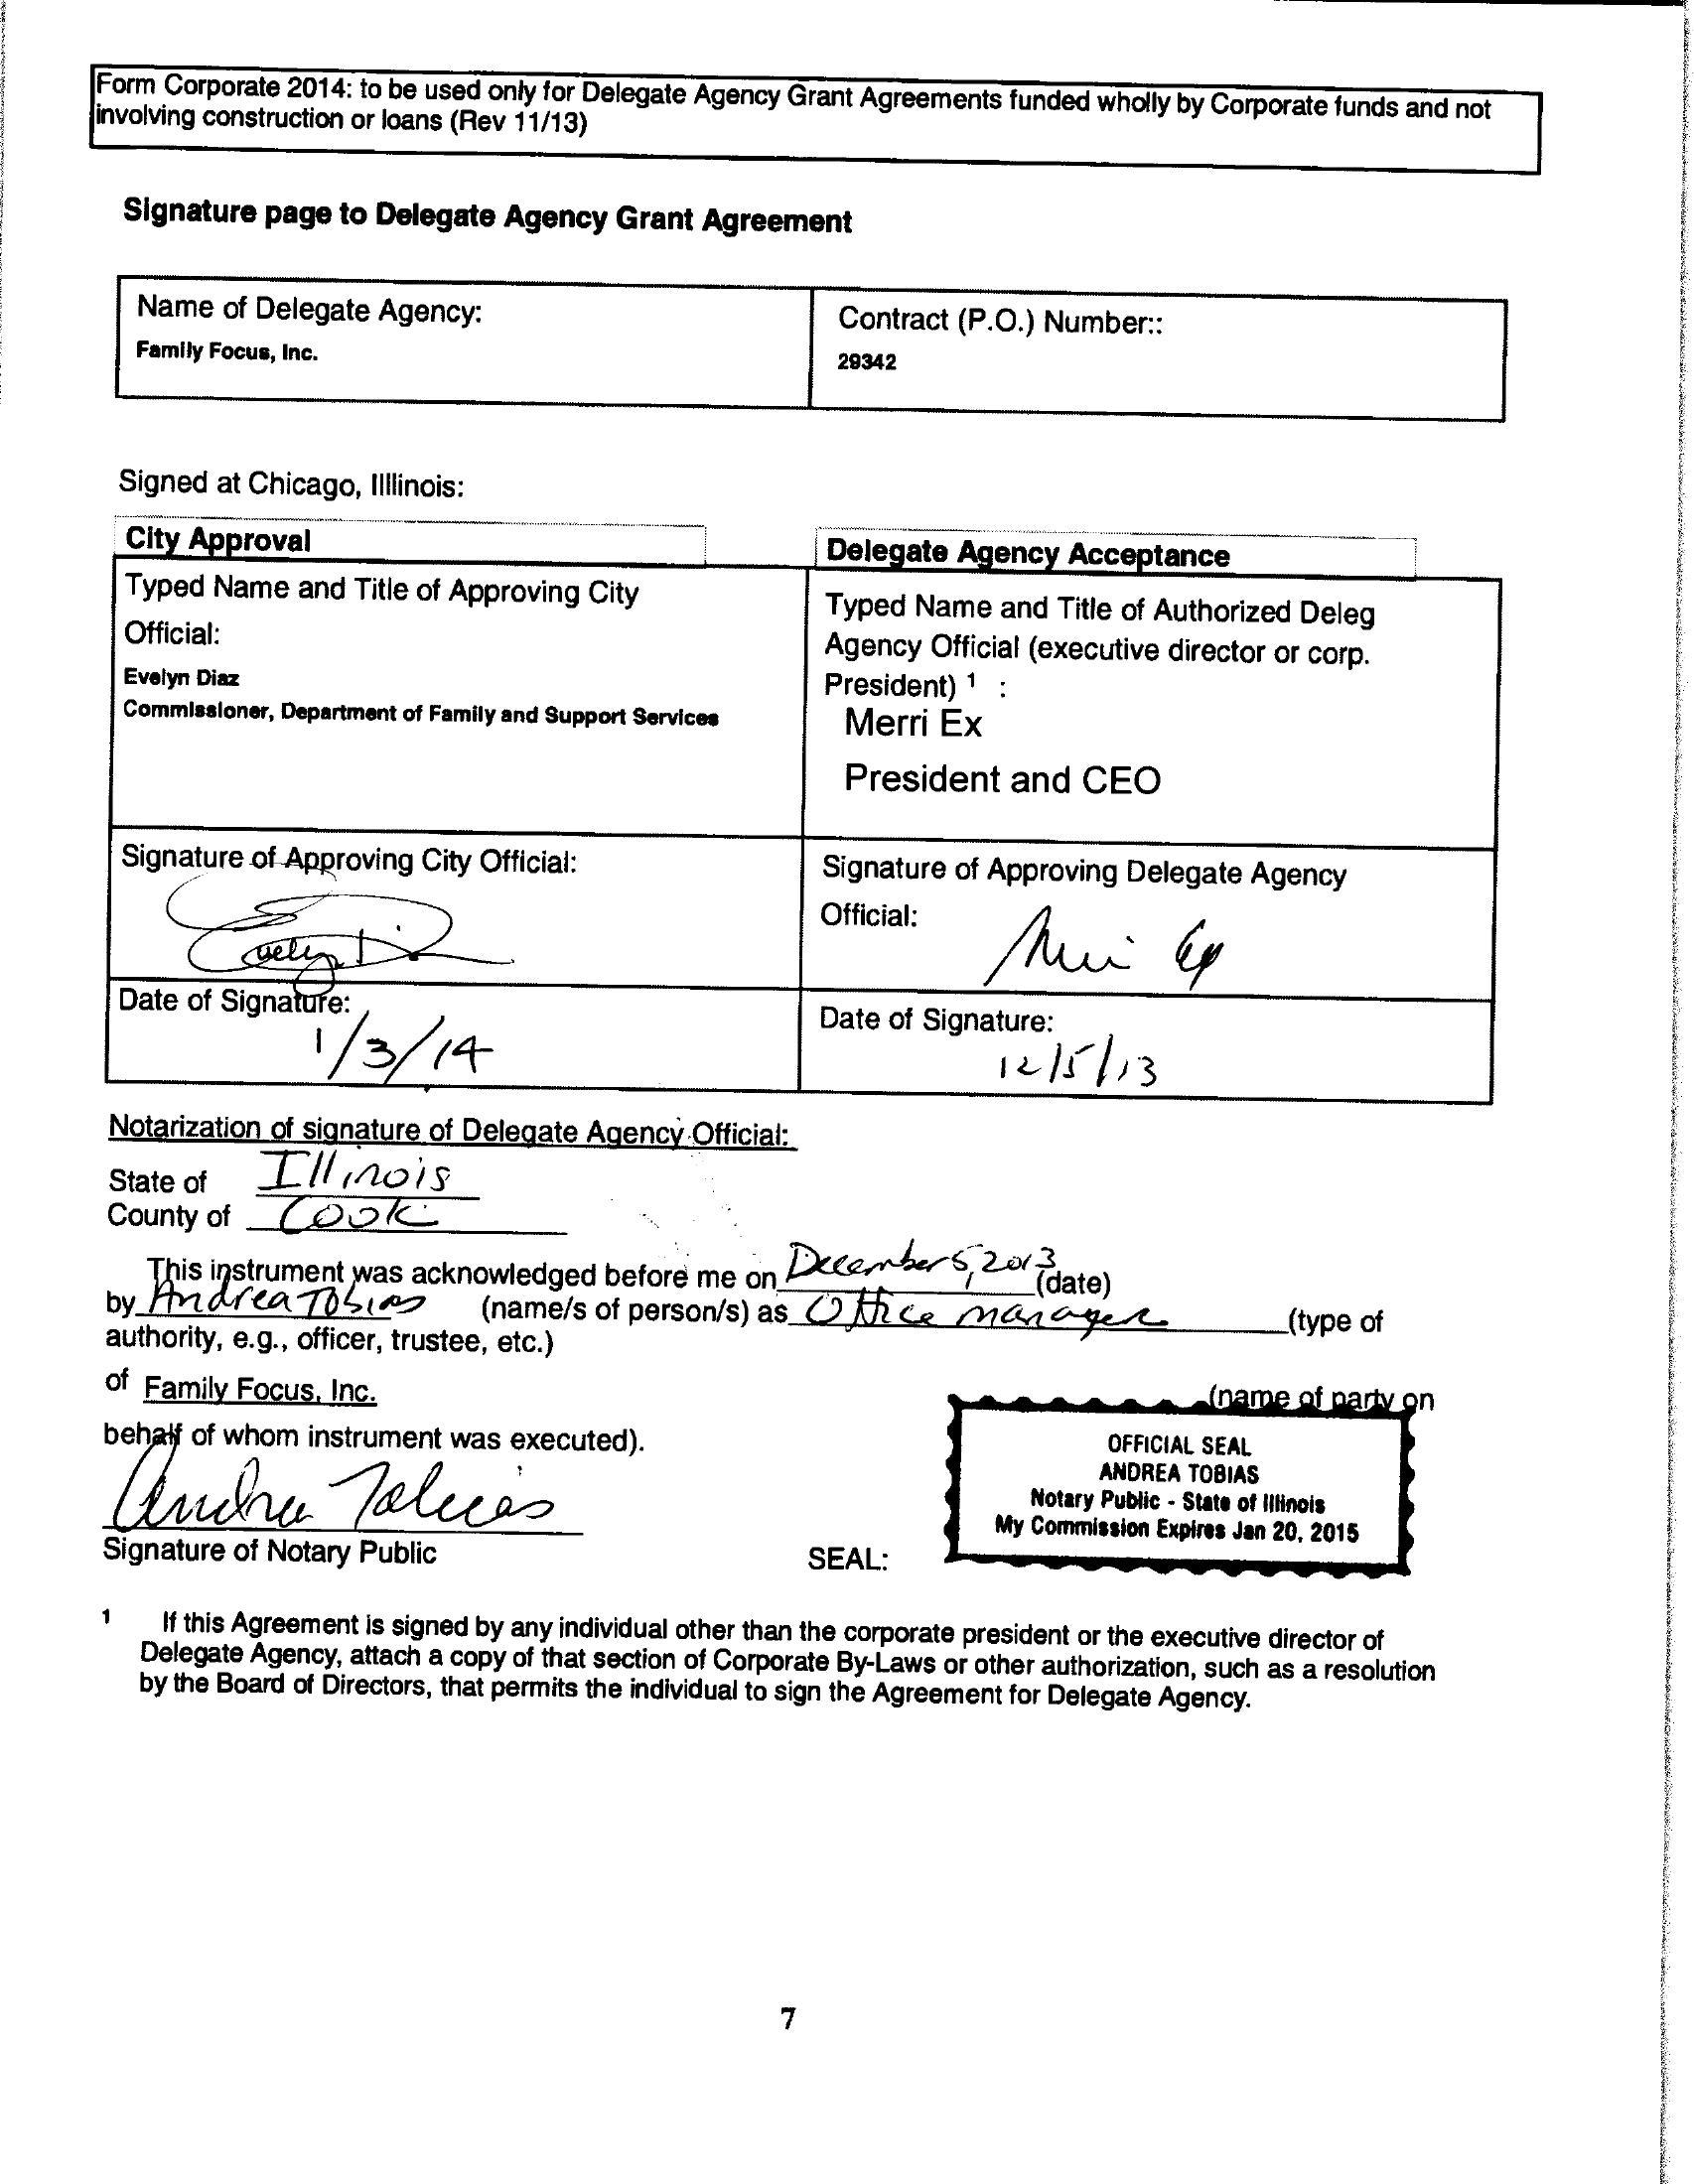 Form Corporate 2014: to be used only for Delegate Agency Grant Agreements funded wholly by Corporate funds and not
involving construction or loans (Rev 11/13)
Signature page to Delegate Agency Grant Agreement
Name of Delegate Agency:
Family Focus, Inc.
Contract (P.O.) Number::
29342
Signed at Chicago, Illlinois:
City Approval
Typed Name and Title of Approving City
Official:
Evelyn Diaz
Commissioner, Department of Family and Support Services
Delegate Agency Acceptance
Typed Name and Title of Authorized Deleg
Agency Official (executive director or corp.
President) 1 :
Merri Ex
President and CEO
Signature of Approving City Official:
Evelyn Diaz
Signature of Approving Delegate Agency
Official:
Merri Ex
Date of Signature:
1/3/14
Date of Signature:
12/5/13
Notarization of signature of Delegate Agency Official:
State of Illinois
County of Cook
This instrument was acknowledged before me on December 5, 2013 (date)
by Andrea Tobias (name/s of person/s) as Office manager (type of
authority, e.g., officer, trustee, etc.)
of Family Focus, Inc. (name of party on
behalf of whom instrument was executed).
Andrea Tobias
Signature of Notary Public
SEAL:
OFFICIAL SEAL
ANDREA TOBIAS
Notary Public - State of Illinois
My Commission Expires Jan 20, 2015
1 If this Agreement is signed by any individual other than the corporate president or the executive director of
Delegate Agency, attach a copy of that section of Corporate By-Laws or other authorization, such as a resolution
by the Board of Directors, that permits the individual to sign the Agreement for Delegate Agency.
7